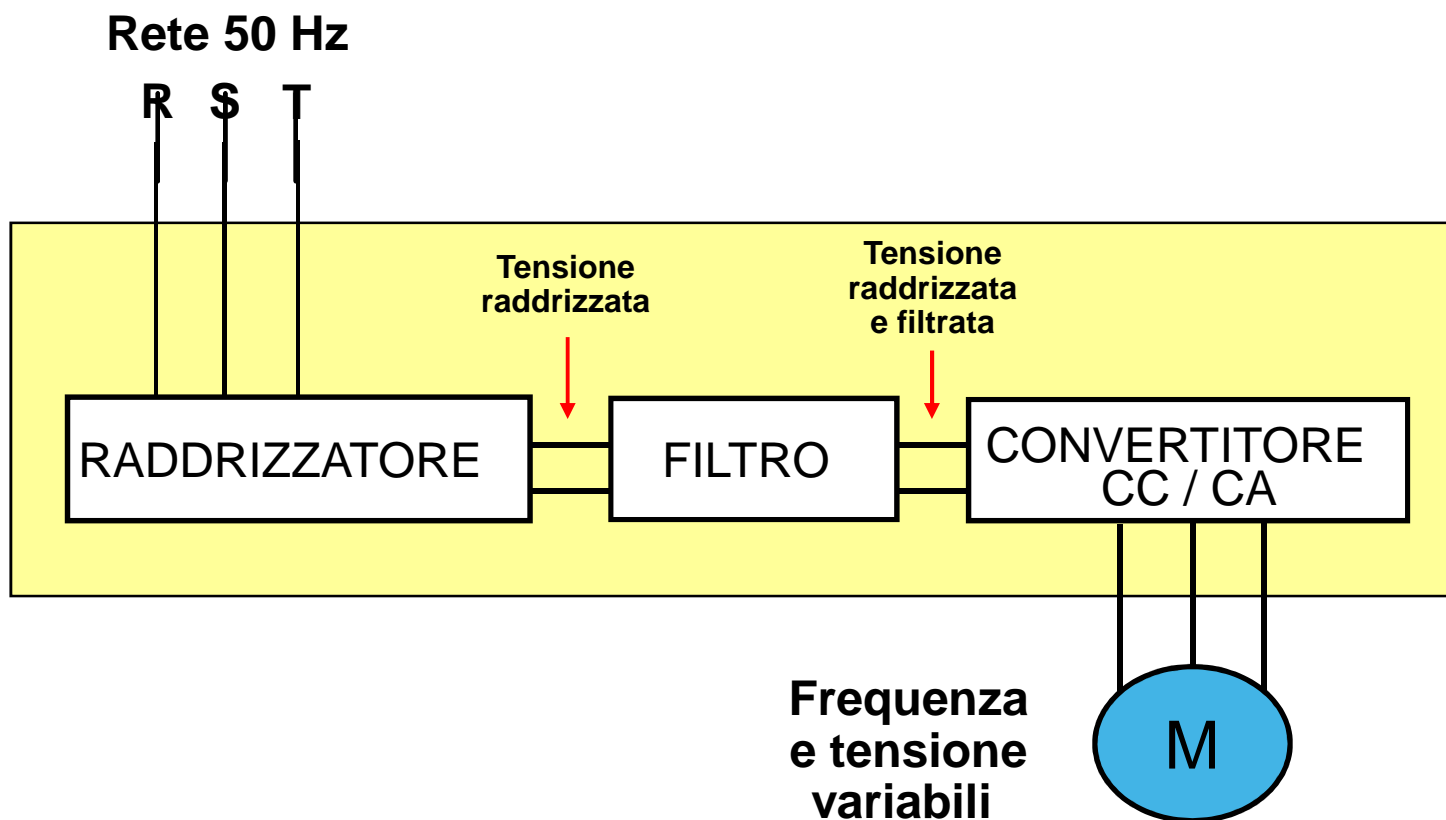 Rete 50 Hz
R S T
Tensione
raddrizzata
Tensione
raddrizzata
e filtrata
RADDRIZZATORE
FILTRO
CONVERTITORE
CC / CA
Frequenza
e tensione
variabili
M